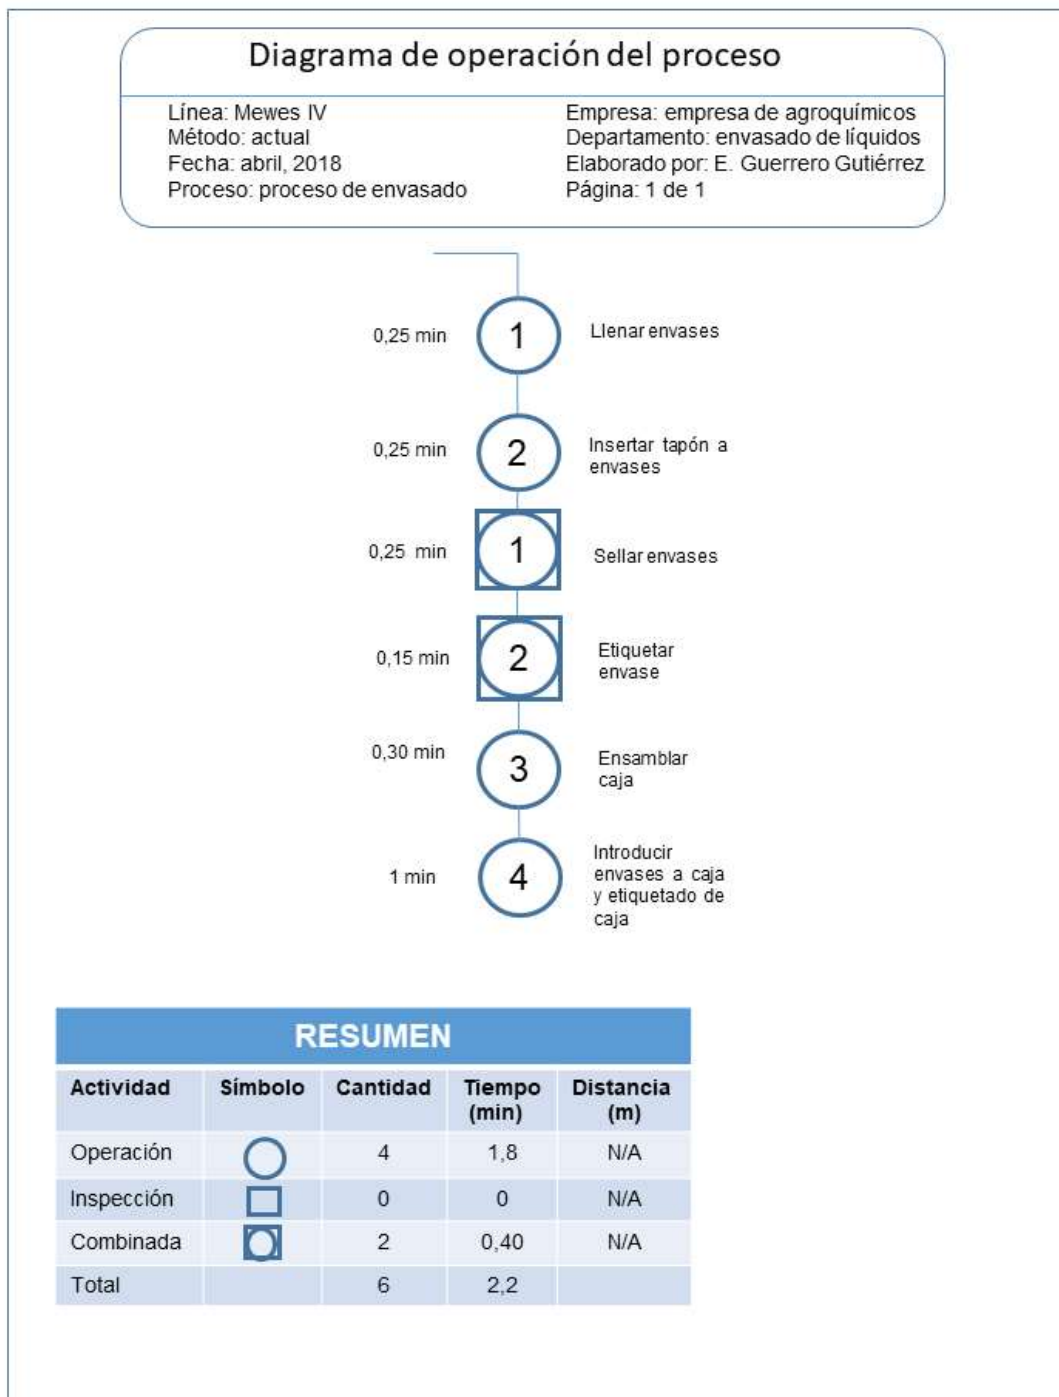 Diagrama de operación del proceso
Línea: Mewes IV
Método: actual
Fecha: abril, 2018
Proceso: proceso de envasado
Empresa: empresa de agroquímicos
Departamento: envasado de líquidos
Elaborado por: E. Guerrero Gutiérrez
Página: 1 de 1
0,25 min 1 Llenar envases
0,25 min 2 Insertar tapón a
envases
0,25 min 1 Sellar envases
0,15 min 2 Etiquetar
envase
0,30 min 3 Ensamblar
caja
1 min 4 Introducir
envases a caja
y etiquetado de
caja
RESUMEN
Actividad Símbolo Cantidad Tiempo (min) Distancia (m)
Operación 4 1,8 N/A
Inspección 0 0 N/A
Combinada 2 0,40 N/A
Total 6 2,2